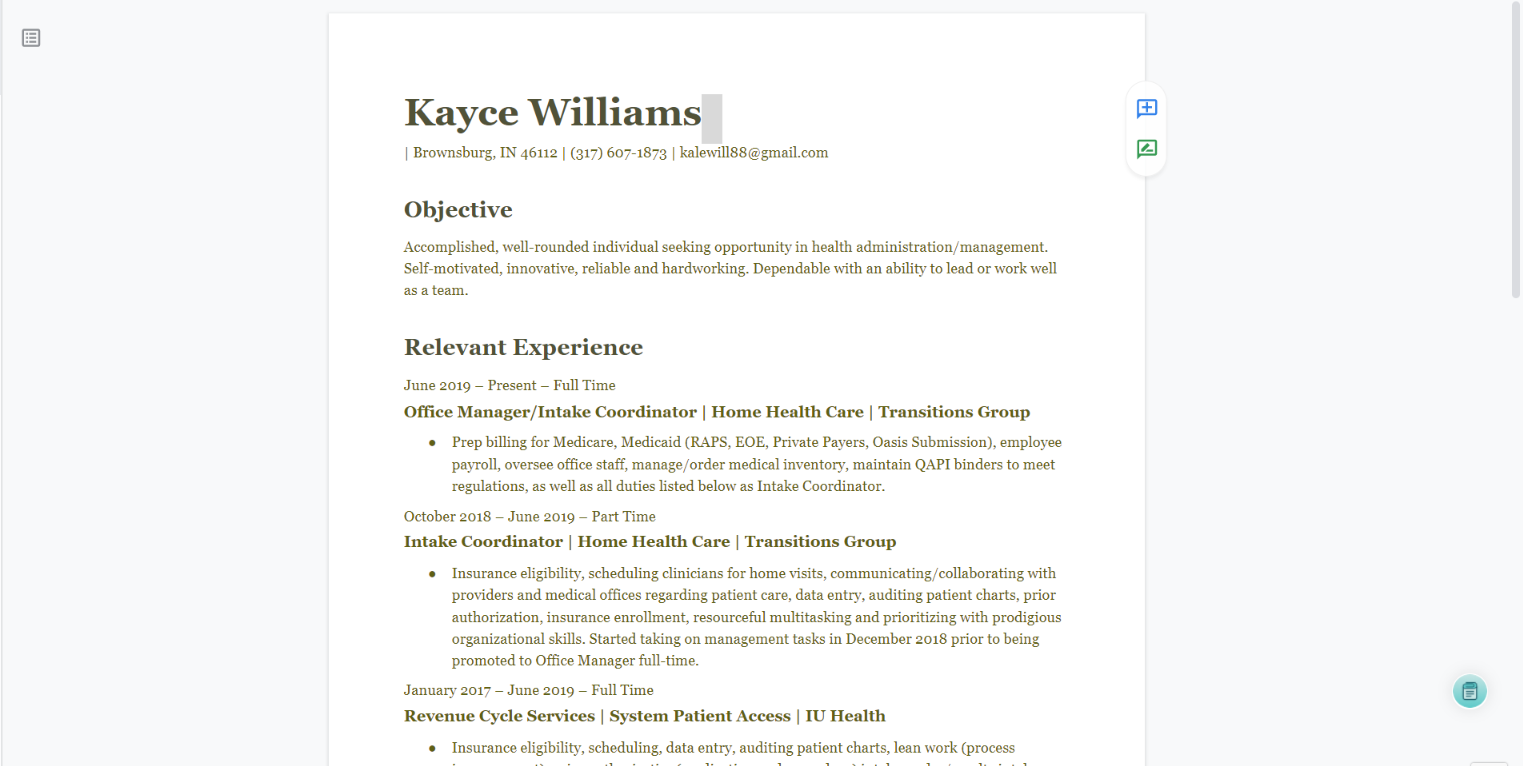 Kayce Williams
| Brownsburg, IN 46112 | (317) 607-1873 | kalewill88@gmail.com
Objective
Accomplished, well-rounded individual seeking opportunity in health administration/management.
Self-motivated, innovative, reliable and hardworking. Dependable with an ability to lead or work well
as a team.
Relevant Experience
June 2019 – Present – Full Time
Office Manager/Intake Coordinator | Home Health Care | Transitions Group
● Prep billing for Medicare, Medicaid (RAPS, EOE, Private Payers, Oasis Submission), employee
payroll, oversee office staff, manage/order medical inventory, maintain QAPI binders to meet
regulations, as well as all duties listed below as Intake Coordinator.
October 2018 – June 2019 – Part Time
Intake Coordinator | Home Health Care | Transitions Group
● Insurance eligibility, scheduling clinicians for home visits, communicating/collaborating with
providers and medical offices regarding patient care, data entry, auditing patient charts, prior
authorization, insurance enrollment, resourceful multitasking and prioritizing with prodigious
organizational skills. Started taking on management tasks in December 2018 prior to being
promoted to Office Manager full-time.
January 2017 – June 2019 – Full Time
Revenue Cycle Services | System Patient Access | IU Health
● Insurance eligibility, scheduling, data entry, auditing patient charts, lean work (process